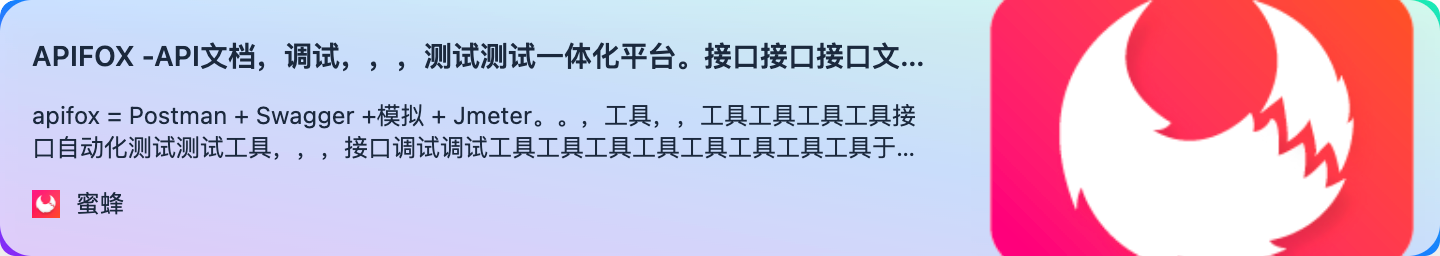 APIFOX -API文档，调试，，，测试测试一体化平台。接口接口接口文...
apifox = Postman + Swagger +模拟 + Jmeter。。，工具，，工具工具工具工具接
口自动化测试测试工具，，，接口调试调试工具工具工具工具工具工具工具工具于...
蜜蜂